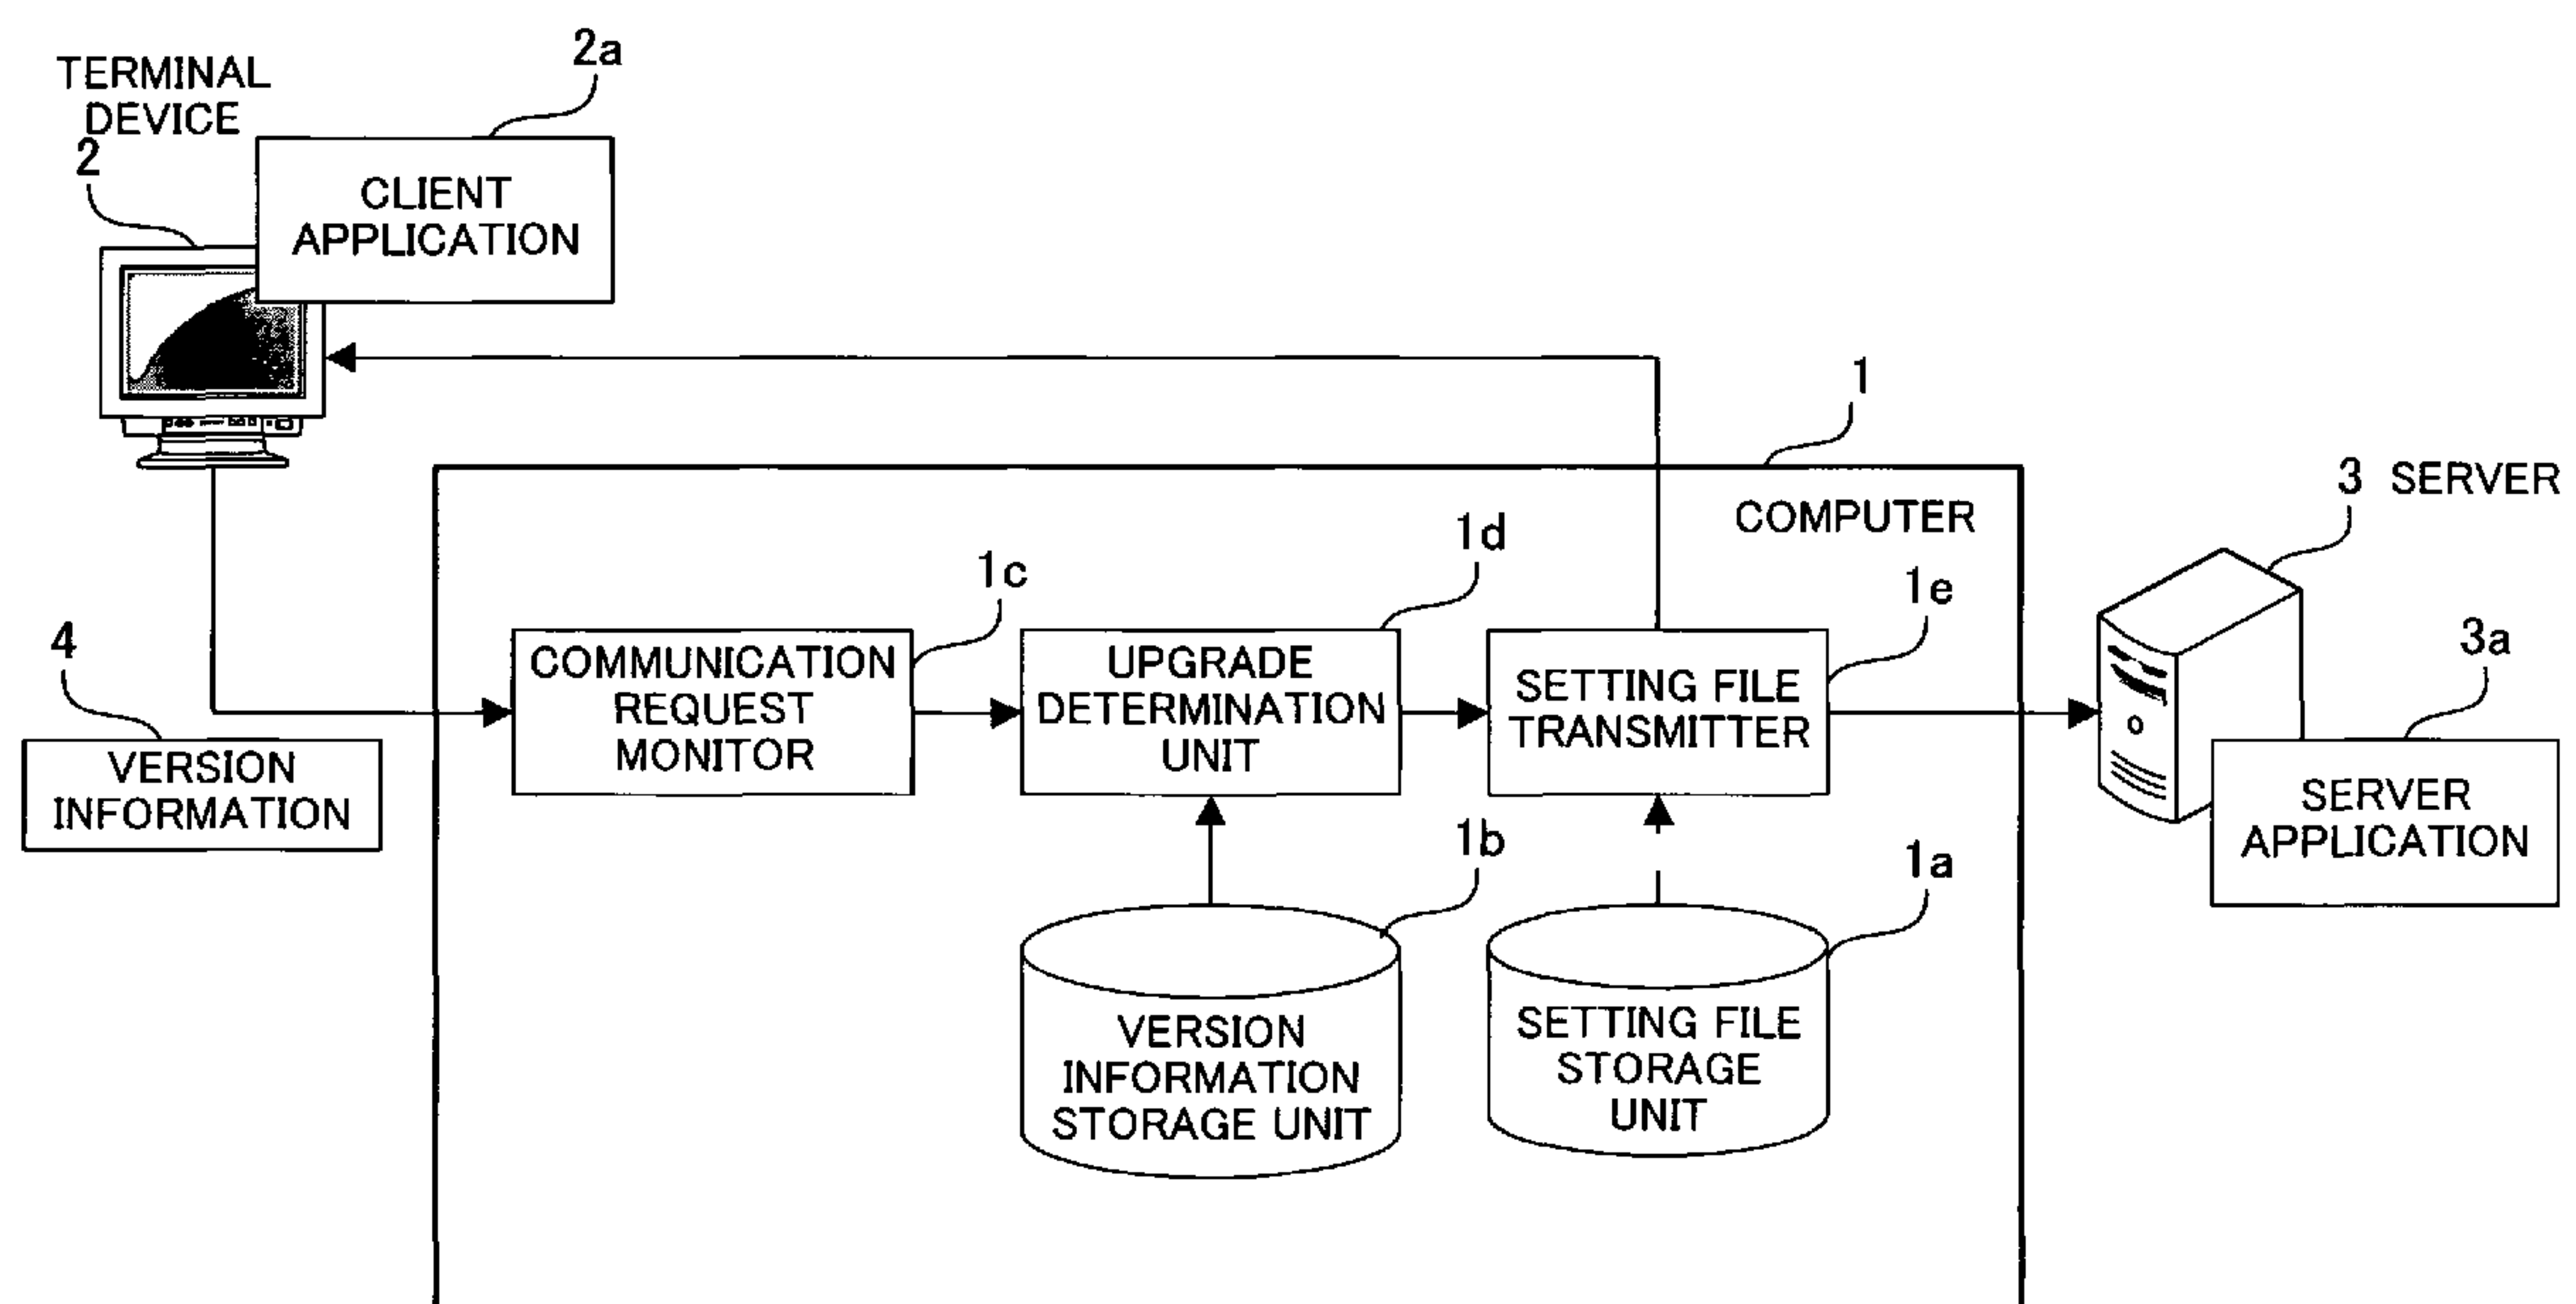 2a
TERMINAL
DEVICE
2
CLIENT
APPLICATION
1
3 SERVER
COMPUTER
1d
1c
1e
4
3a
COMMUNICATION
REQUEST
MONITOR
UPGRADE
DETERMINATION
UNIT
SETTING FILE
TRANSMITTER
VERSION
INFORMATION
SERVER
APPLICATION
1b
1a
VERSION
INFORMATION
STORAGE UNIT
SETTING FILE
STORAGE
UNIT